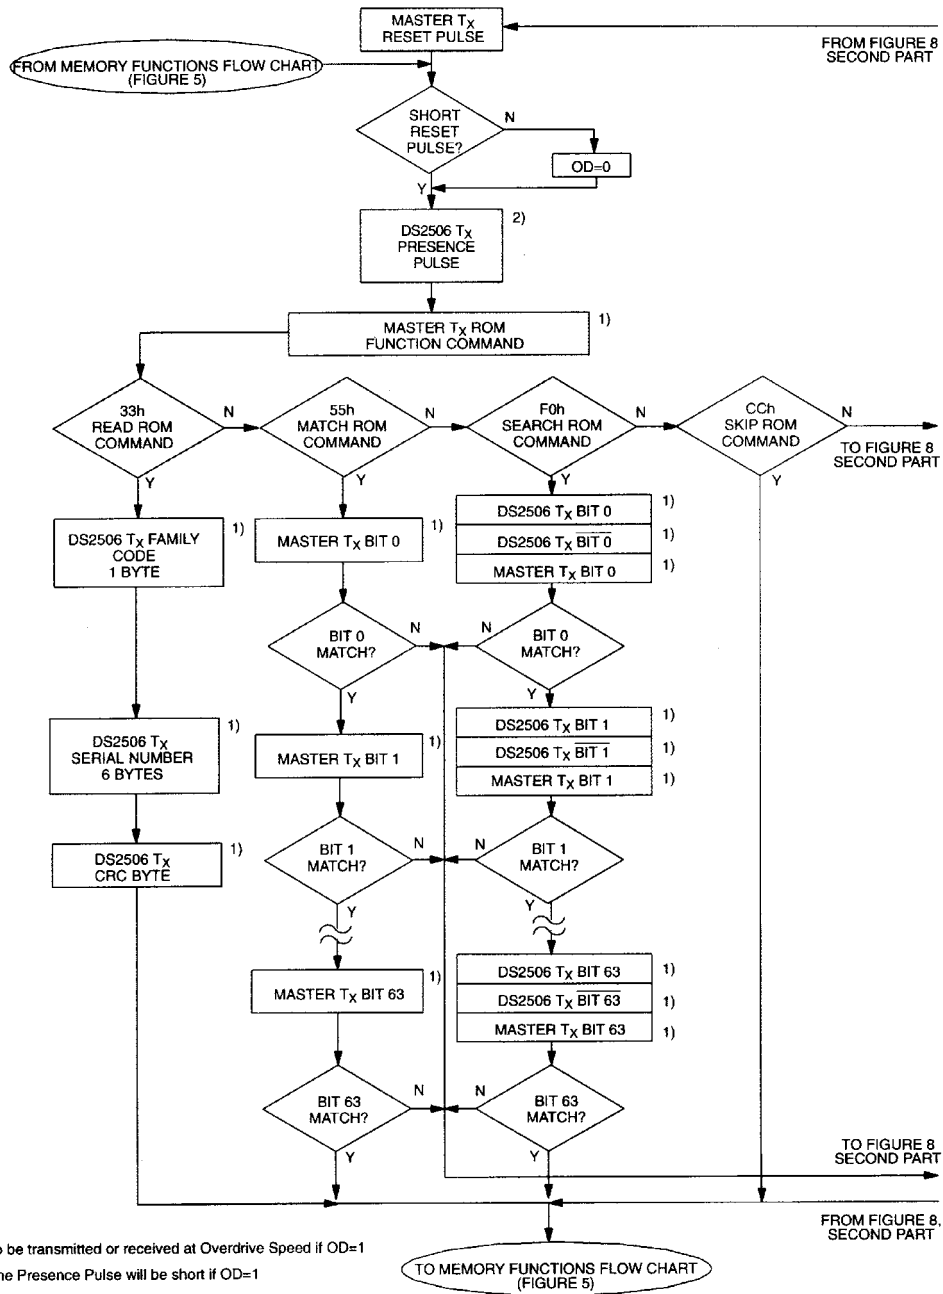 MASTER TX
RESET PULSE
FROM FIGURE 8
SECOND PART
FROM MEMORY FUNCTIONS FLOW CHART
(FIGURE 5)
SHORT
RESET
PULSE?
N
OD=0
Y
DS2506 TX
PRESENCE
PULSE
2)
MASTER TX ROM
FUNCTION COMMAND
1)
33h
READ ROM
COMMAND
N
Y
55h
MATCH ROM
COMMAND
N
Y
F0h
SEARCH ROM
COMMAND
N
Y
CCh
SKIP ROM
COMMAND
N
Y
TO FIGURE 8
SECOND PART
DS2506 TX FAMILY
CODE
1 BYTE
1)
DS2506 TX
SERIAL NUMBER
6 BYTES
1)
DS2506 TX
CRC BYTE
1)
MASTER TX BIT 0
1)
BIT 0
MATCH?
N
Y
MASTER TX BIT 1
1)
BIT 1
MATCH?
N
Y
MASTER TX BIT 63
1)
BIT 63
MATCH?
N
Y
DS2506 TX BIT 0
1)
DS2506 TX BIT 0
1)
MASTER TX BIT 0
1)
N
BIT 0
MATCH?
Y
DS2506 TX BIT 1
1)
DS2506 TX BIT 1
1)
MASTER TX BIT 1
1)
N
BIT 1
MATCH?
Y
DS2506 TX BIT 63
1)
DS2506 TX BIT 63
1)
MASTER TX BIT 63
1)
N
BIT 63
MATCH?
Y
TO FIGURE 8
SECOND PART
FROM FIGURE 8,
SECOND PART
o be transmitted or received at Overdrive Speed if OD=1
ne Presence Pulse will be short if OD=1
TO MEMORY FUNCTIONS FLOW CHART
(FIGURE 5)